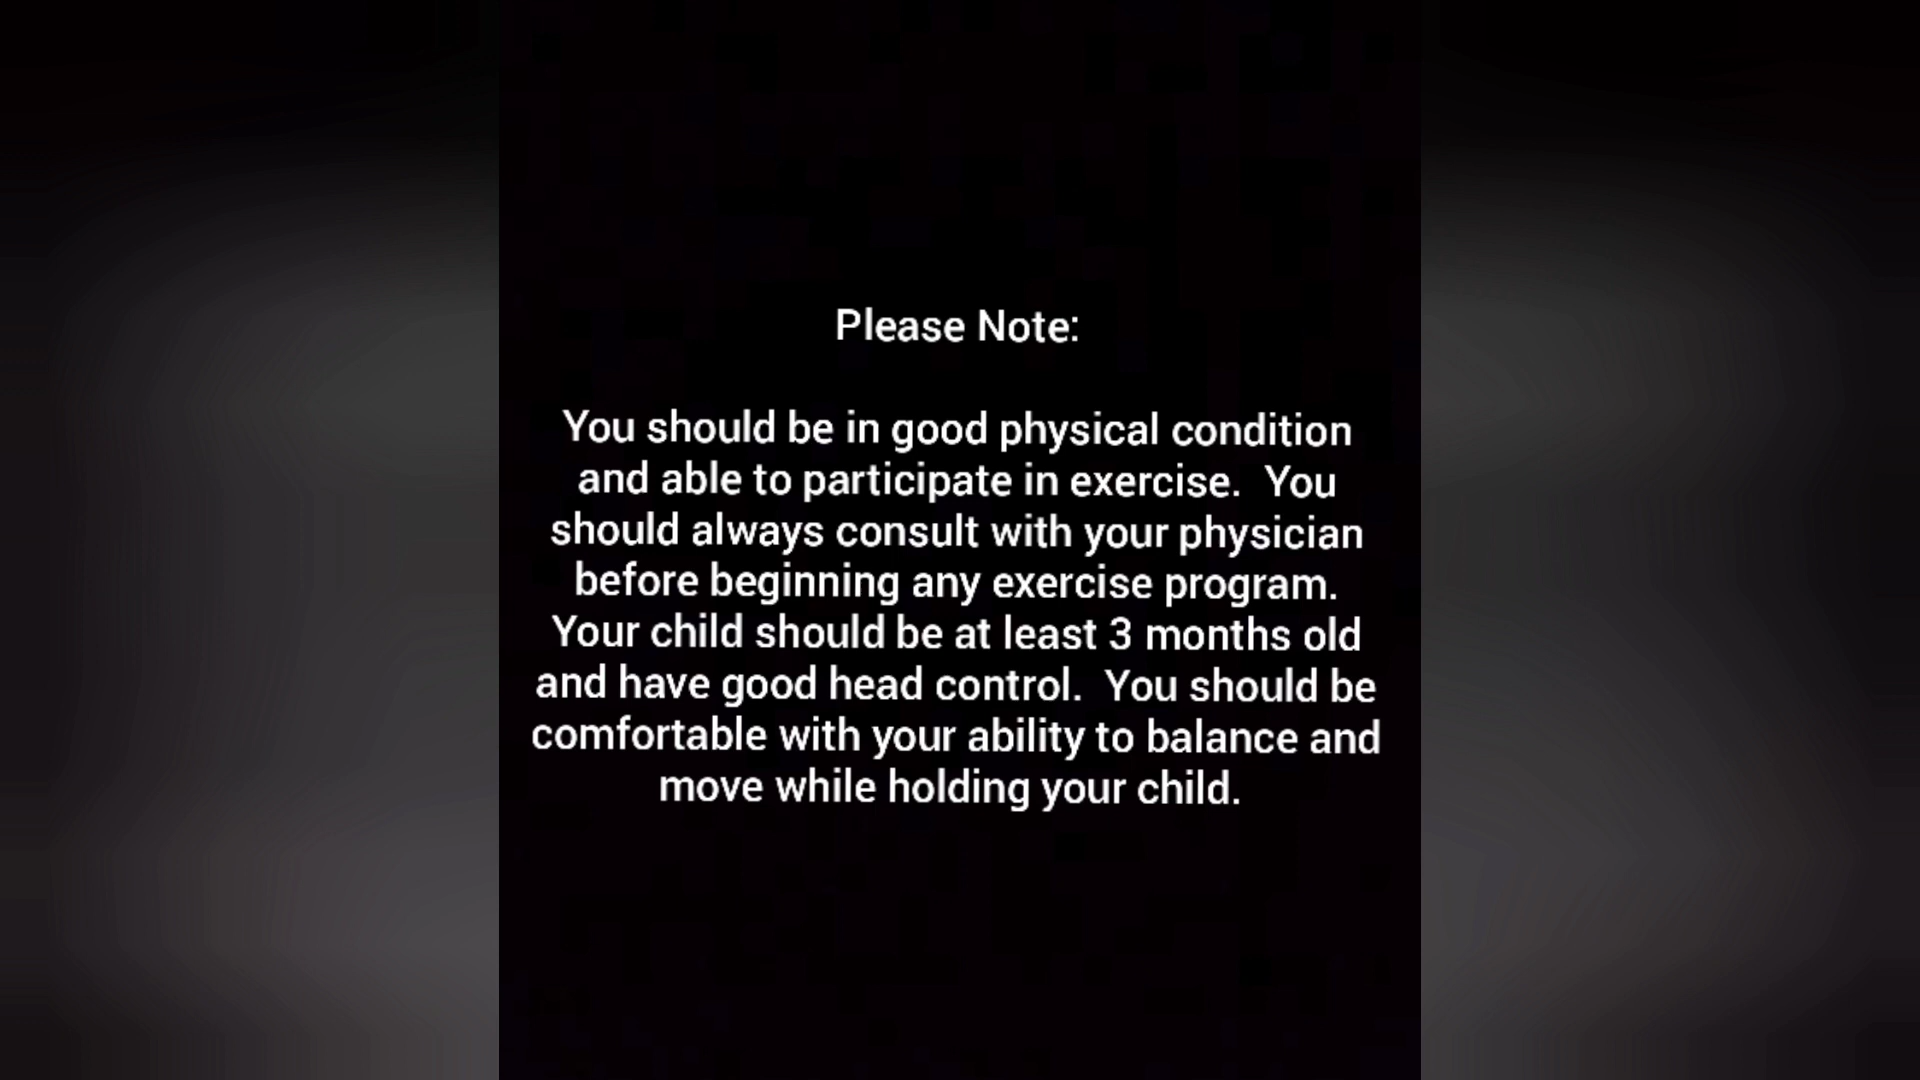 Please Note:
You should be in good physical condition
and able to participate in exercise.  You
should always consult with your physician
before beginning any exercise program.
Your child should be at least 3 months old
and have good head control.  You should be
comfortable with your ability to balance and
move while holding your child.